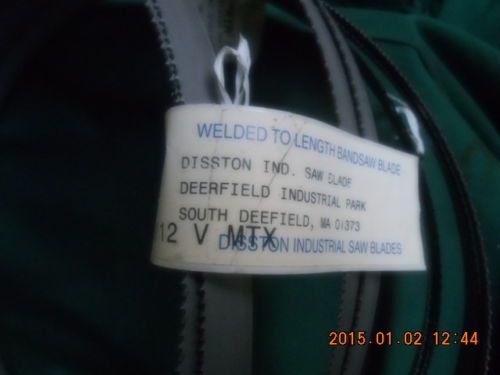 WELDED TO LENGTH BANDSAW BLADE
DISSTON IND. SAW BLADE
DEERFIELD INDUSTRIAL PARK
SOUTH DEEFIELD, MA 01373
12 V MTX
DISSTON INDUSTRIAL SAW BLADES
2015.01.02 12:44